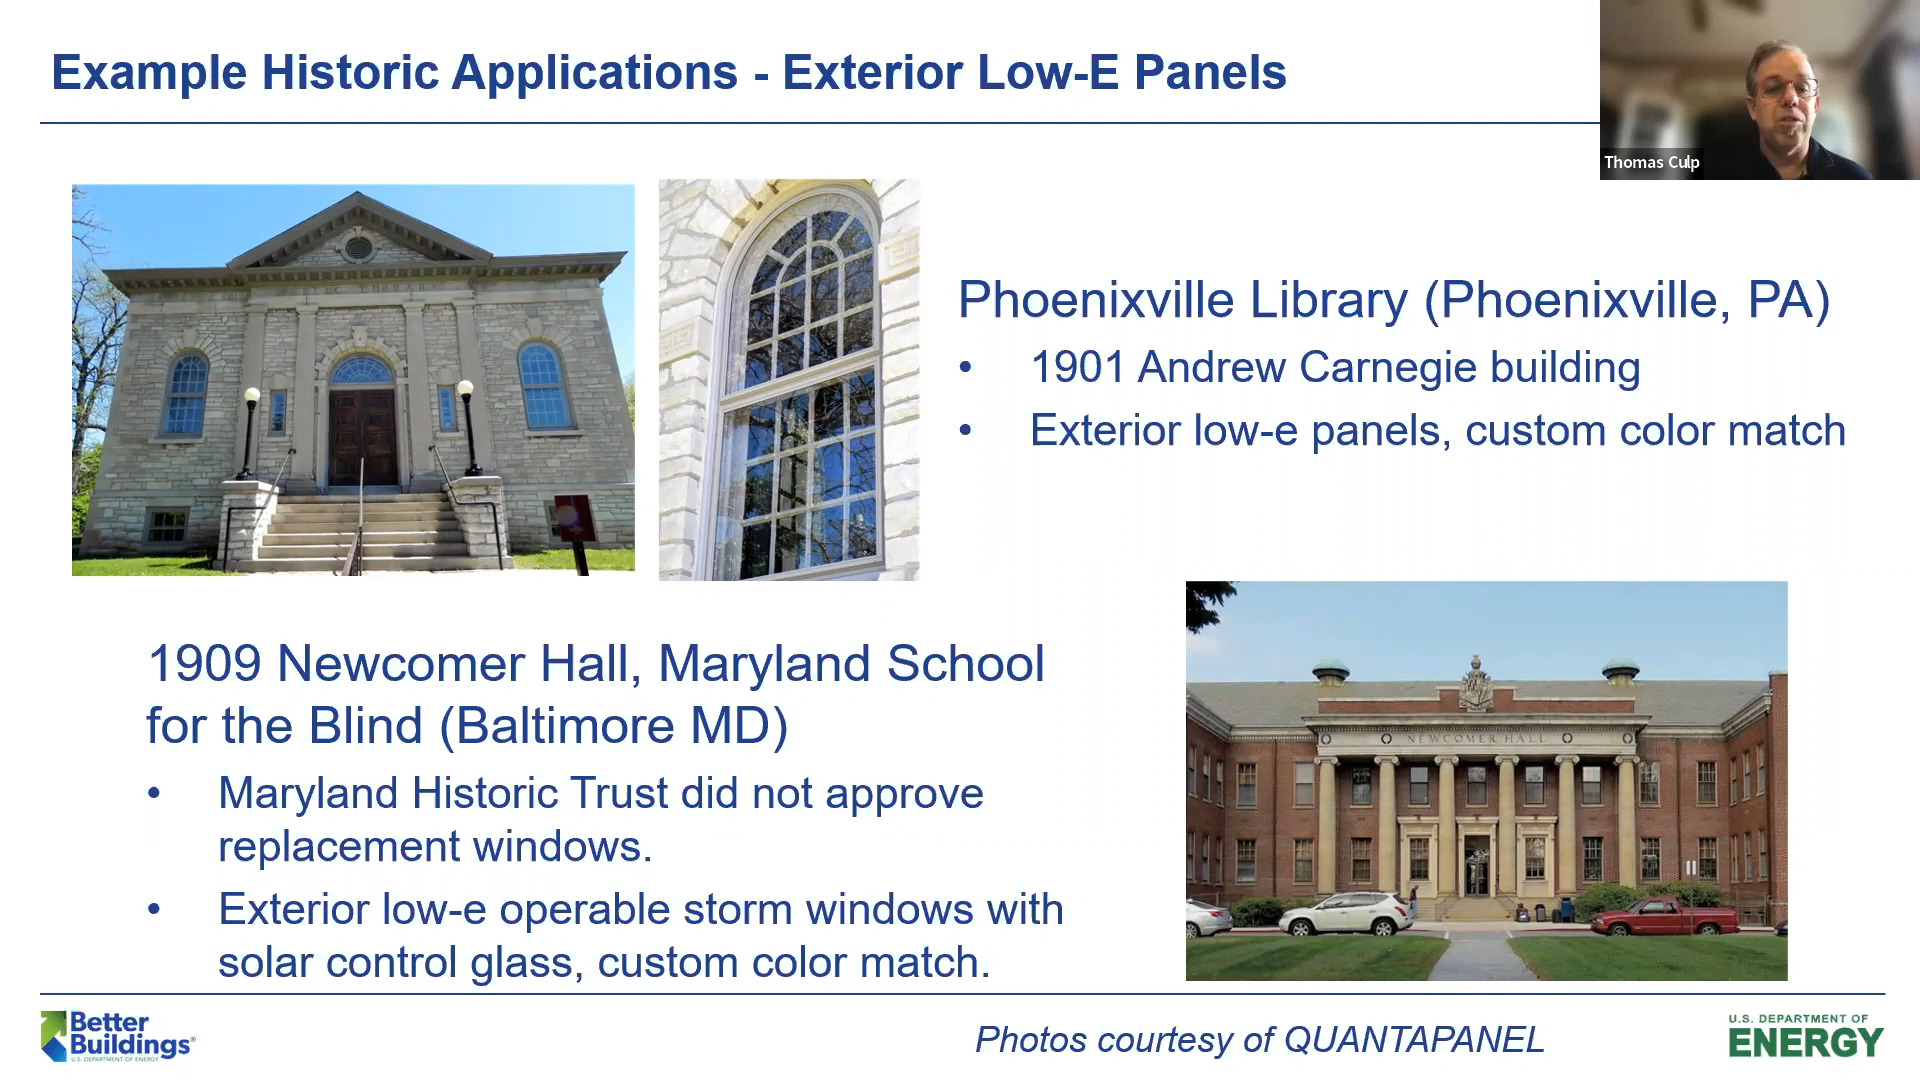 Example Historic Applications - Exterior Low-E Panels
Thomas Culp
Phoenixville Library (Phoenixville, PA)
• 1901 Andrew Carnegie building
• Exterior low-e panels, custom color match
1909 Newcomer Hall, Maryland School
for the Blind (Baltimore MD)
• Maryland Historic Trust did not approve
replacement windows.
• Exterior low-e operable storm windows with
solar control glass, custom color match.
NEWCOMER HALL
Better
Buildings®
U.S. DEPARTMENT OF ENERGY
Photos courtesy of QUANTAPANEL
U.S. DEPARTMENT OF
ENERGY